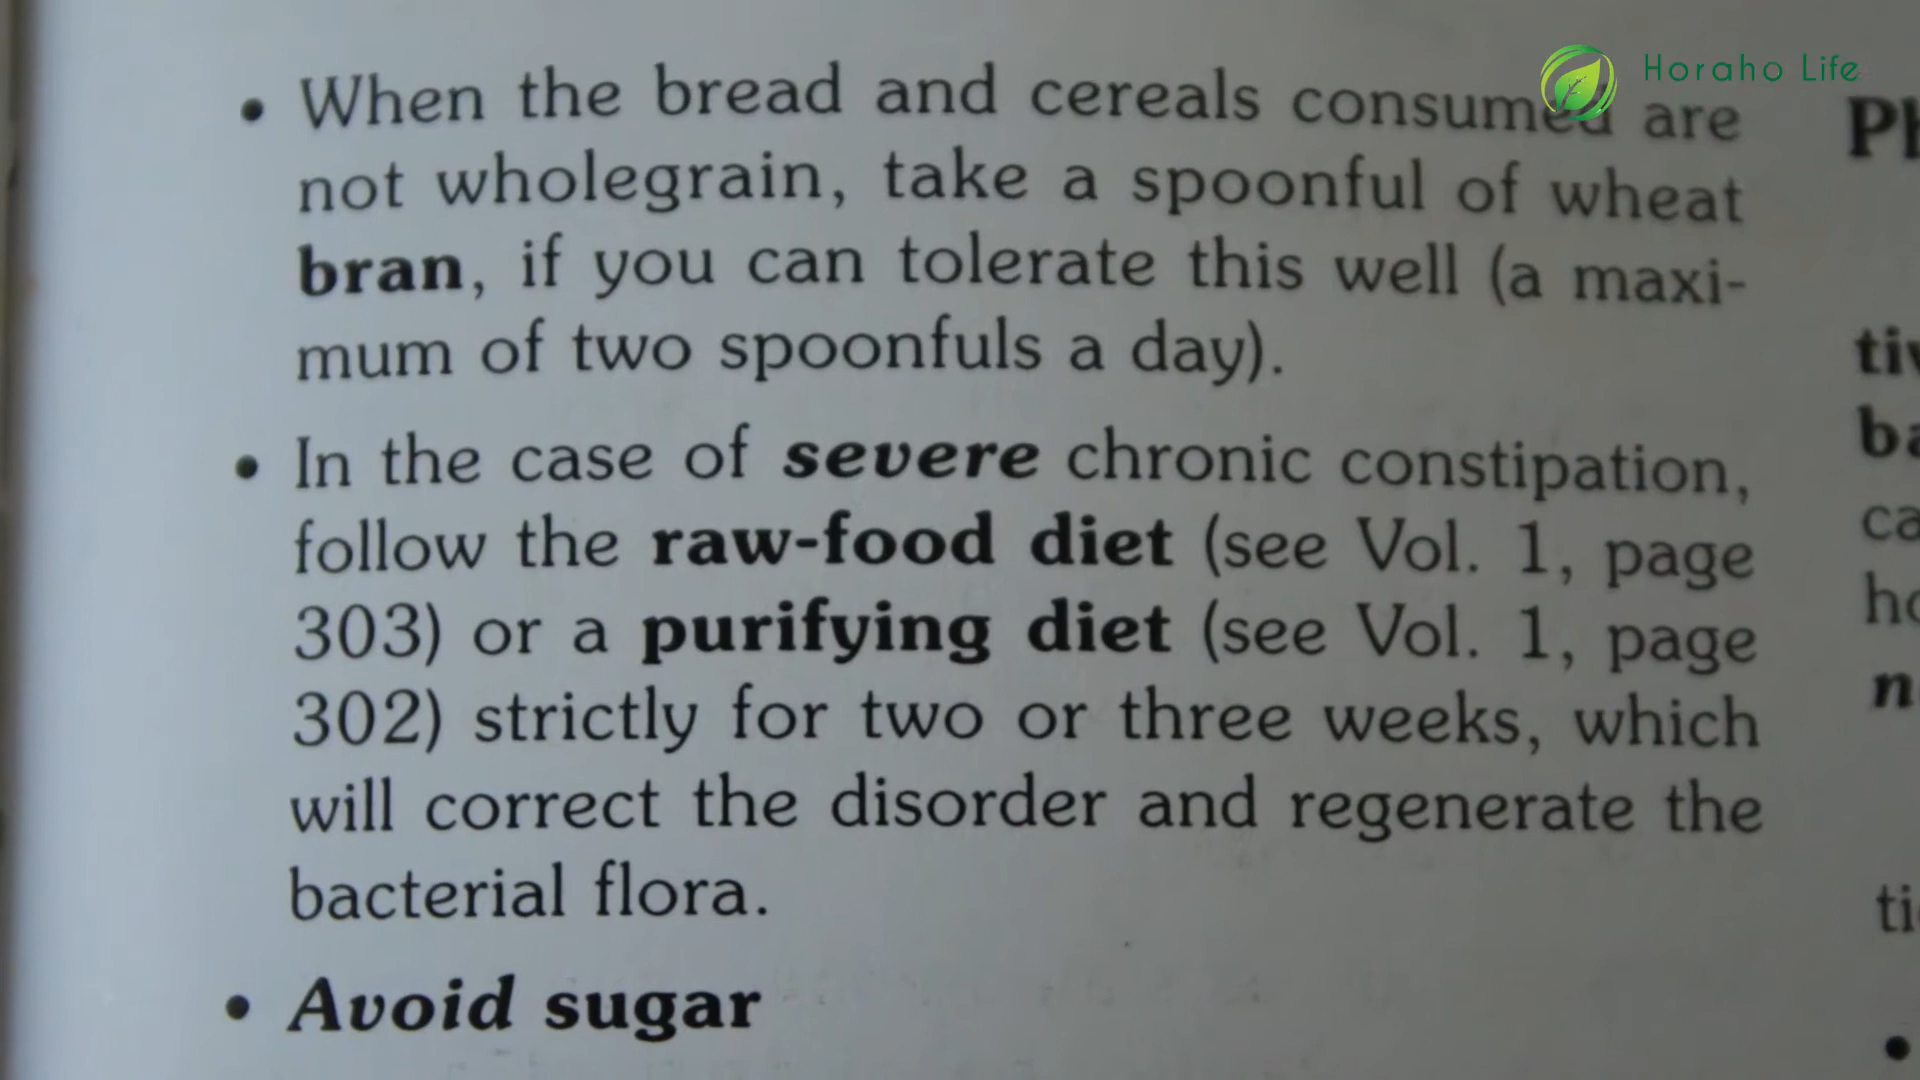 Horaho Life
• When the bread and cereals consumed are
not wholegrain, take a spoonful of wheat
bran, if you can tolerate this well (a maxi-
mum of two spoonfuls a day).
• In the case of severe chronic constipation,
follow the raw-food diet (see Vol. 1, page
303) or a purifying diet (see Vol. 1, page
302) strictly for two or three weeks, which
will correct the disorder and regenerate the
bacterial flora.
• Avoid sugar